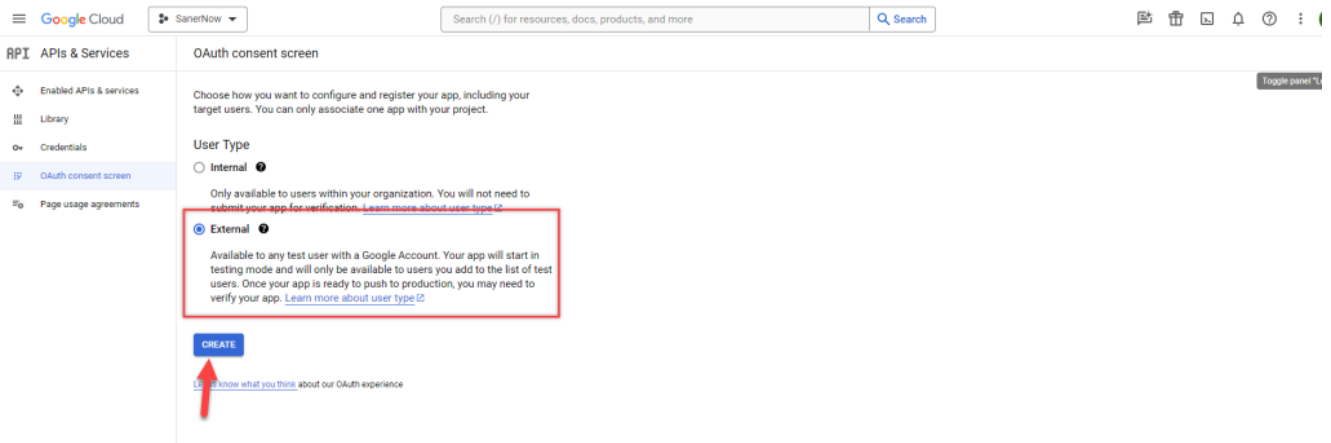 Google Cloud
SanerNow
Search (/) for resources, docs, products, and more
Search
API APIs & Services
OAuth consent screen
Toggle panel "Le
Enabled APIs & services
Library
Credentials
OAuth consent screen
Page usage agreements
Choose how you want to configure and register your app, including your
target users. You can only associate one app with your project.
User Type
Internal
Only available to users within your organization. You will not need to
submit your app for verification. Learn more about user type
External
Available to any test user with a Google Account. Your app will start in
testing mode and will only be available to users you add to the list of test
users. Once your app is ready to push to production, you may need to
verify your app. Learn more about user type
CREATE
know what you think about our OAuth experience